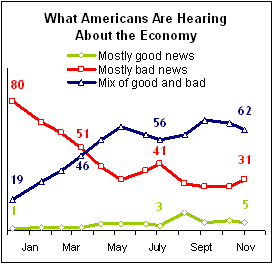 What Americans Are Hearing
About the Economy
Mostly good news
Mostly bad news
Mix of good and bad
80
51
46
56
41
62
31
19
1
3
5
Jan Mar May July Sept Nov